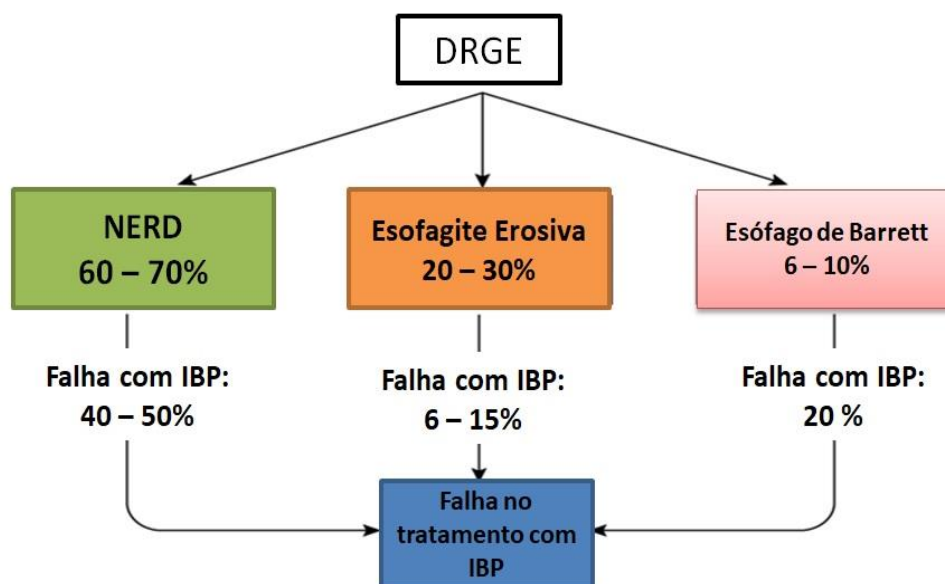 DRGE
NERD
60 – 70%
Esofagite Erosiva
20 – 30%
Esófago de Barrett
6 – 10%
Falha com IBP:
40 – 50%
Falha com IBP:
6 – 15%
Falha com IBP:
20 %
Falha no
tratamento com
IBP